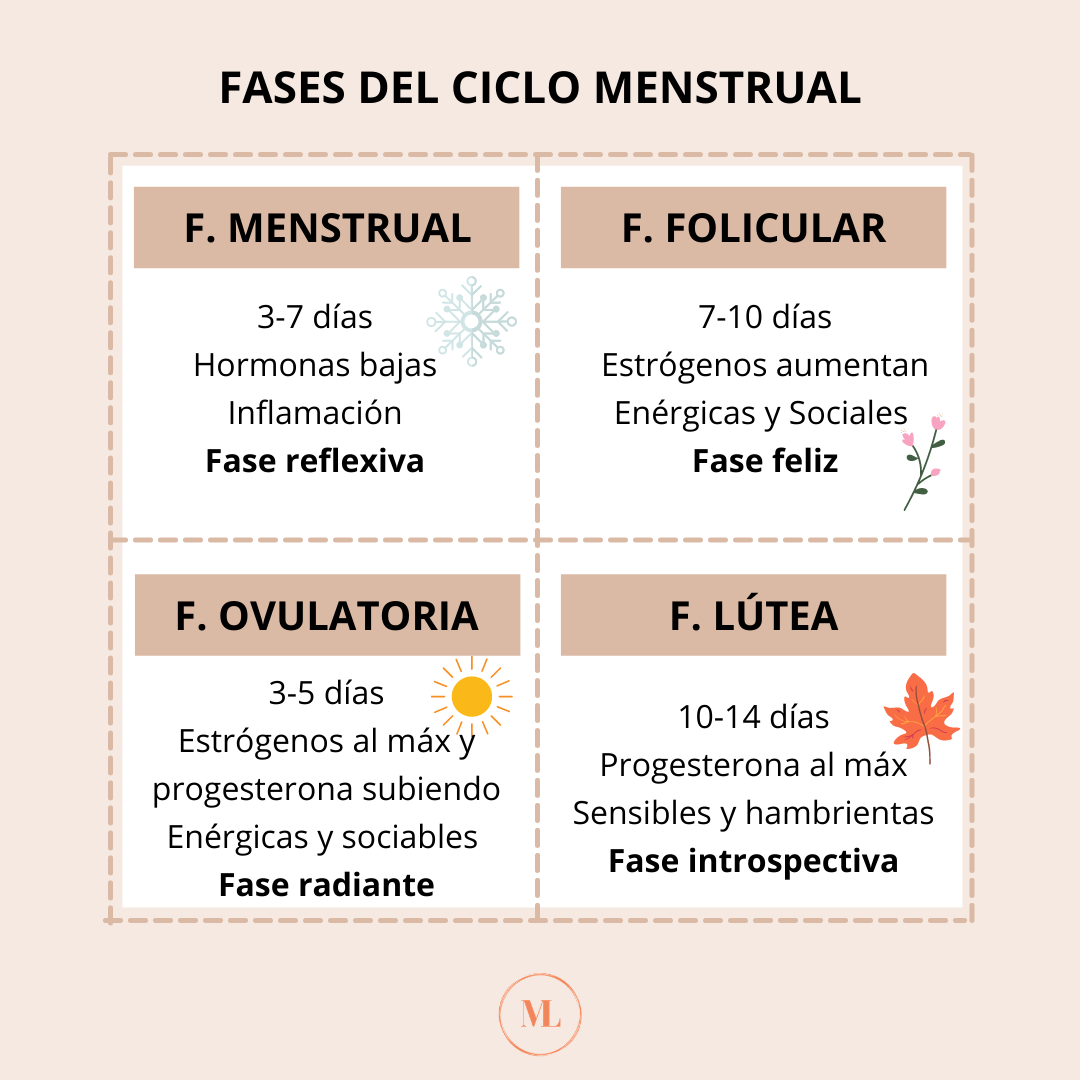 FASES DEL CICLO MENSTRUAL
F. MENSTRUAL
3-7 días
Hormonas bajas
Inflamación
Fase reflexiva
F. FOLICULAR
7-10 días
Estrógenos aumentan
Enérgicas y Sociales
Fase feliz
F. OVULATORIA
3-5 días
Estrógenos al máx y
progesterona subiendo
Enérgicas y sociables
Fase radiante
F. LÚTEA
10-14 días
Progesterona al máx
Sensibles y hambrientas
Fase introspectiva
ML